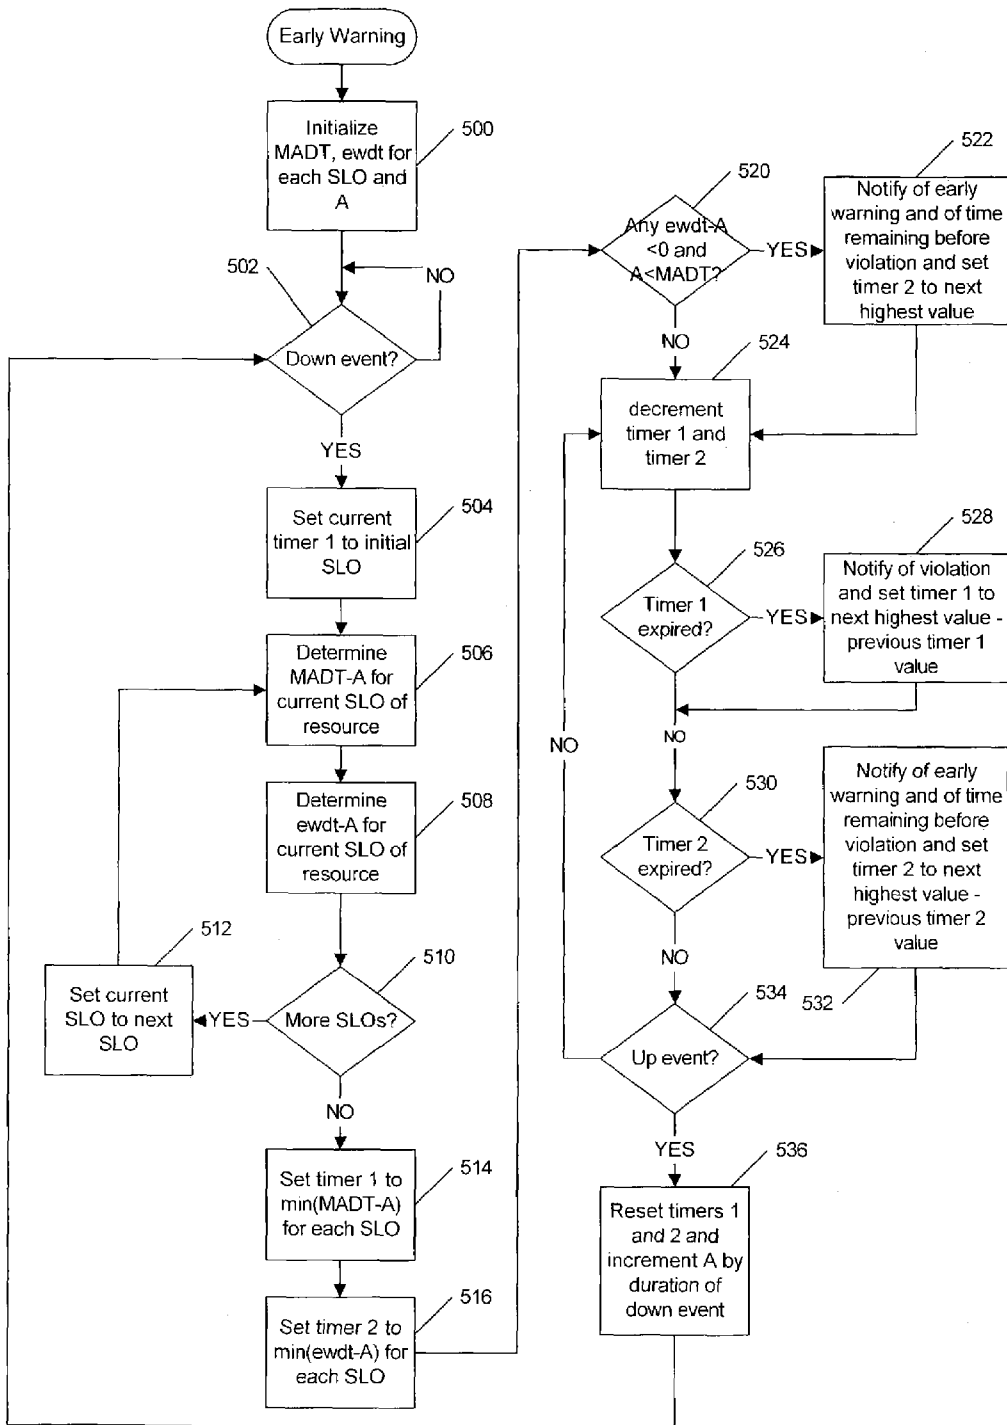 Early Warning
Initialize
MADT, ewdt for
each SLO and
A
500
502
NO
Down event?
YES
Set current
timer 1 to initial
SLO
504
Determine
MADT-A for
current SLO of
resource
506
Determine
ewdt-A for
current SLO of
resource
508
512
Set current
SLO to next
SLO
YES
More SLOs?
510
NO
Set timer 1 to
min(MADT-A)
for each SLO
514
Set timer 2 to
min(ewdt-A) for
each SLO
516
520
Any ewdt-A
<0 and
A<MADT?
YES
522
Notify of early
warning and of time
remaining before
violation and set
timer 2 to next
highest value
NO
524
decrement
timer 1 and
timer 2
526
Timer 1
expired?
YES
528
Notify of violation
and set timer 1 to
next highest value -
previous timer 1
value
NO
NO
530
Timer 2
expired?
YES
Notify of early
warning and of time
remaining before
violation and set
timer 2 to next
highest value -
previous timer 2
value
532
NO
534
Up event?
YES
536
Reset timers 1
and 2 and
increment A by
duration of
down event